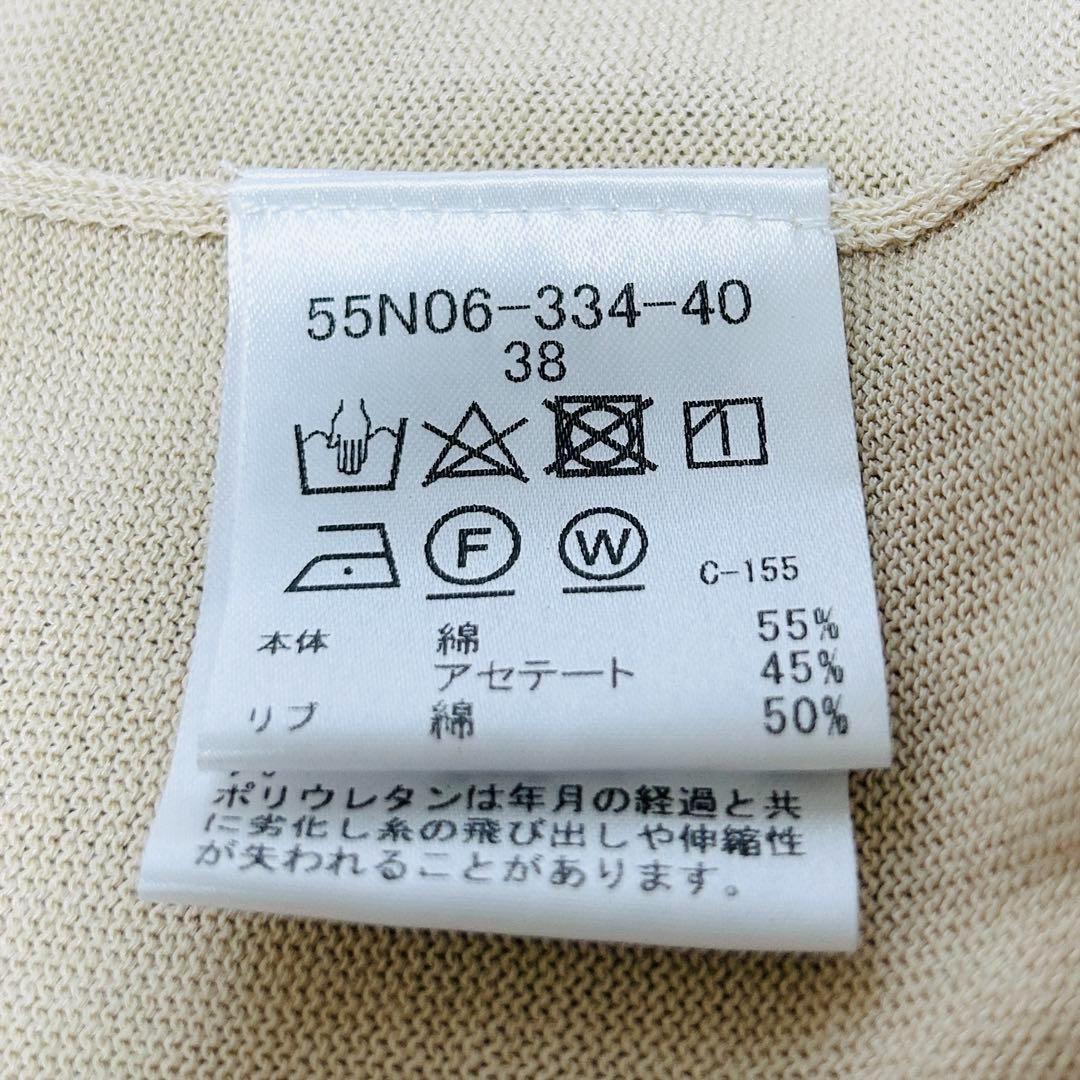 55N06-334-40
38
F W C-155
本体 綿 55%
アセテート 45%
リブ 綿 50%
ポリウレタンは年月の経過と共
に劣化し糸の飛び出しや伸縮性
が失われることがあります。